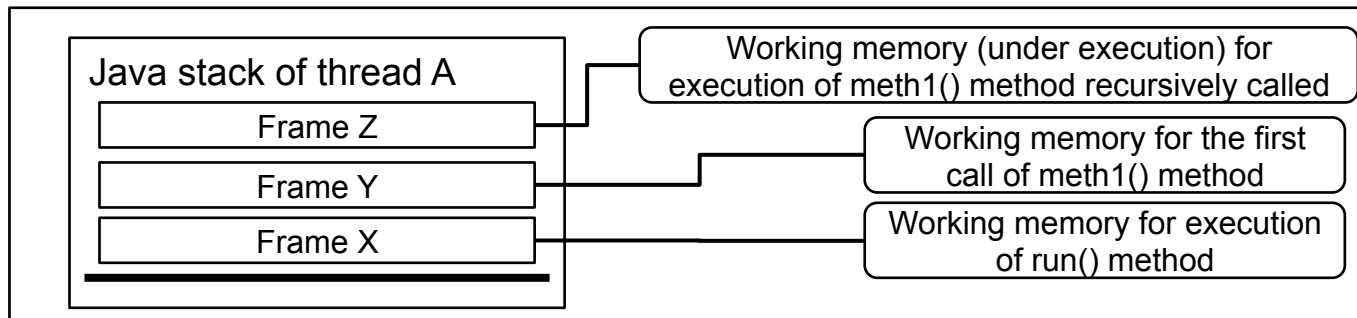 Java stack of thread A
Frame Z
Frame Y
Frame X
Working memory (under execution) for
execution of meth1() method recursively called
Working memory for the first
call of meth1() method
Working memory for execution
of run() method